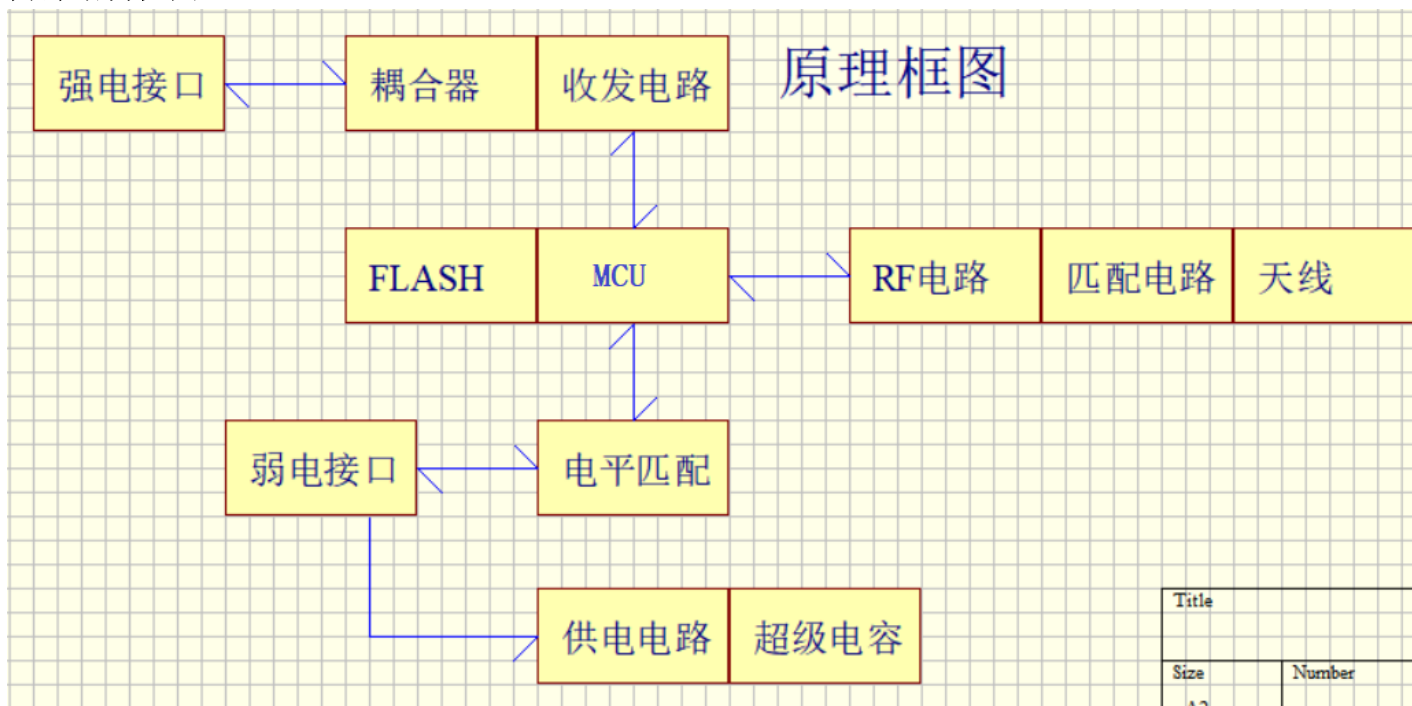 原理框图
强电接口
耦合器
收发电路
FLASH
MCU
RF电路
匹配电路
天线
弱电接口
电平匹配
供电电路
超级电容
Title
Size
Number